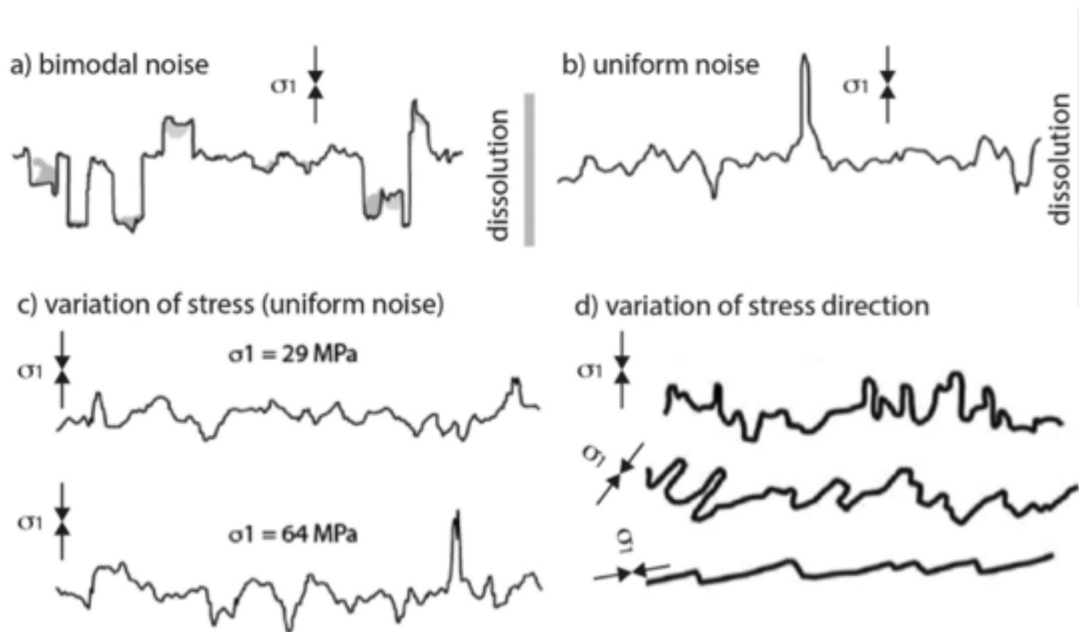 a) bimodal noise
σ1
dissolution
b) uniform noise
σ1
dissolution
c) variation of stress (uniform noise)
σ1
σ1 = 29 MPa
σ1
σ1 = 64 MPa
d) variation of stress direction
σ1
σ1
σ1